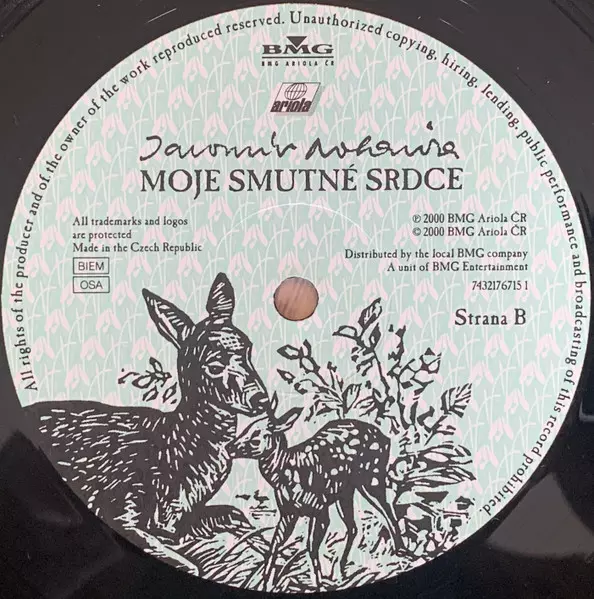 All rights of the producer and of the owner of the work reproduced reserved. Unauthorized copying, hiring, lending, public performance and broadcasting of this record prohibited.
BMG
BMG ARIOLA ČR
ariola
Jaromír Nohavica
MOJE SMUTNÉ SRDCE
All trademarks and logos
are protected
Made in the Czech Republic
BIEM
OSA
℗ 2000 BMG Ariola ČR
© 2000 BMG Ariola ČR
Distributed by the local BMG company
A unit of BMG Entertainment
7432176715 1
Strana B